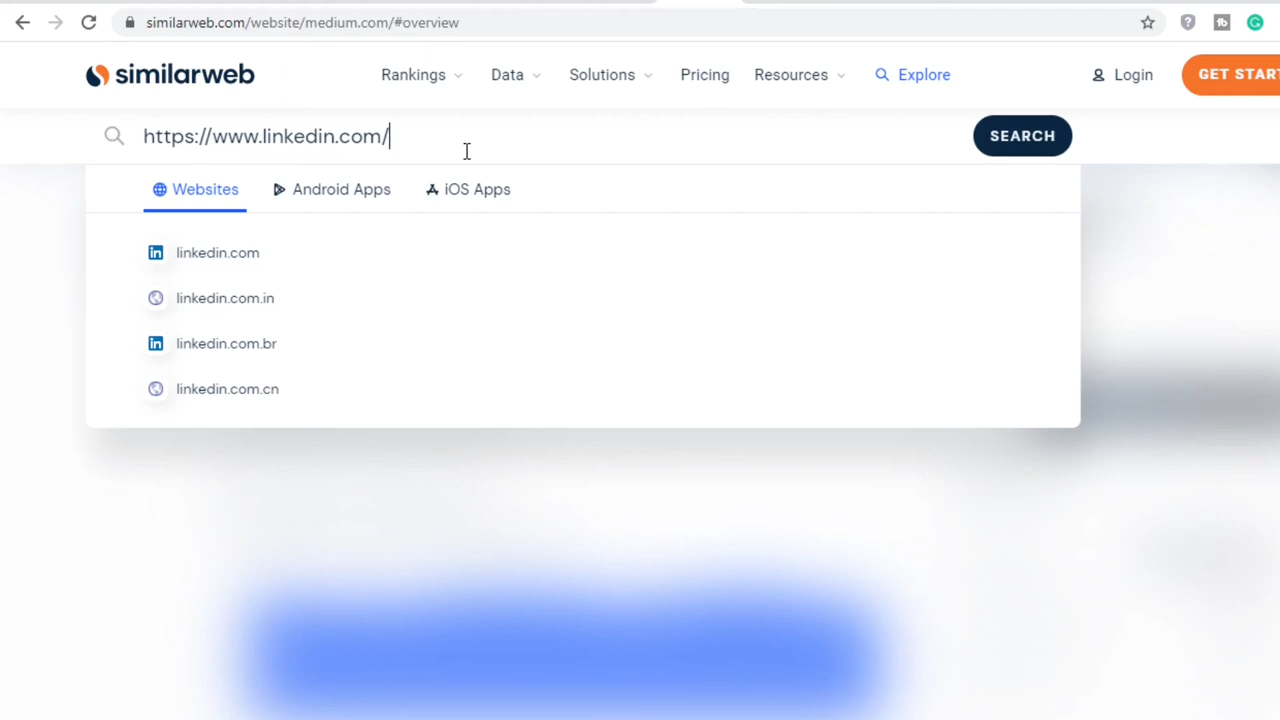 similarweb.com/website/medium.com/#overview
similarweb Rankings Data Solutions Pricing Resources Explore Login GET START
https://www.linkedin.com/ SEARCH
Websites Android Apps iOS Apps
linkedin.com
linkedin.com.in
linkedin.com.br
linkedin.com.cn